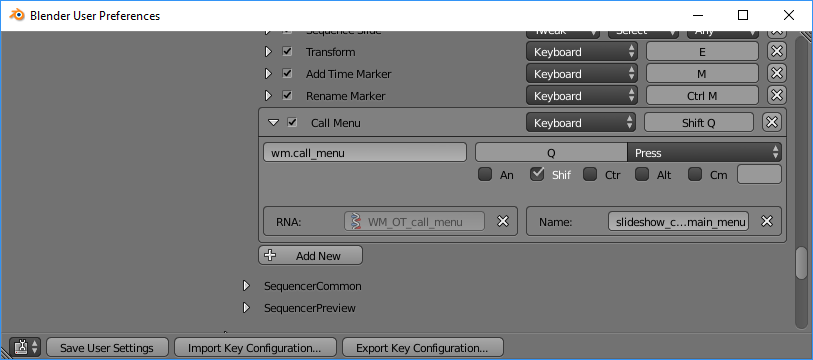 Blender User Preferences
Sequence Slide Tweak Select Any
Transform Keyboard E
Add Time Marker Keyboard M
Rename Marker Keyboard Ctrl M
Call Menu Keyboard Shift Q
wm.call_menu Q Press
An Shif Ctr Alt Cm
RNA: WM_OT_call_menu Name: slideshow_c...main_menu
Add New
SequencerCommon
SequencerPreview
Save User Settings Import Key Configuration... Export Key Configuration...